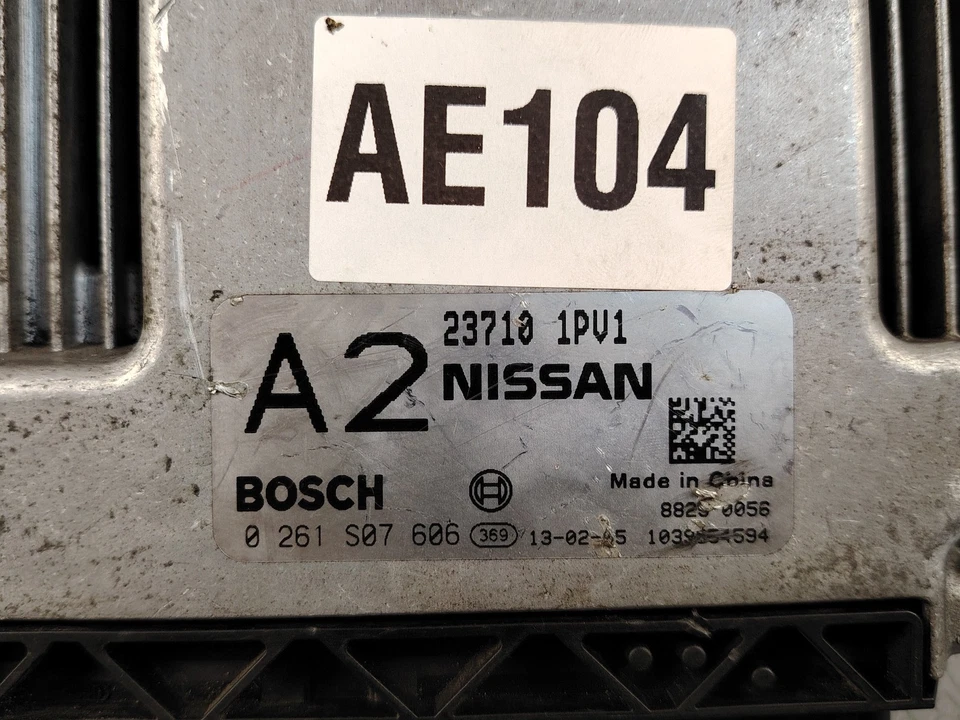 AE104
23710 1PV1
A2
NISSAN
BOSCH
Made in China
0 261 S07 606 369